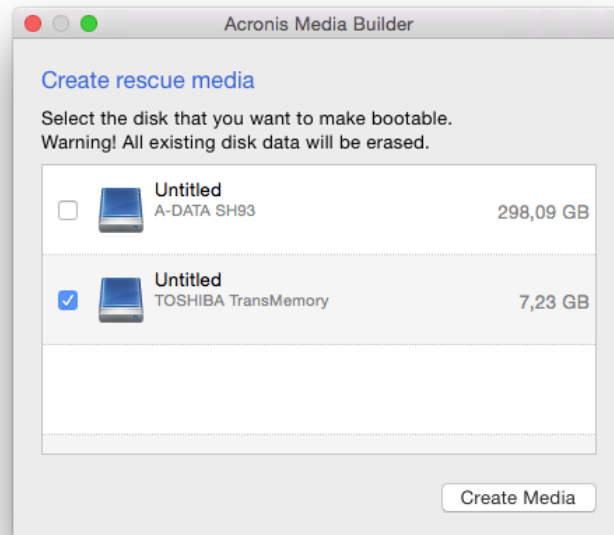 Acronis Media Builder
Create rescue media
Select the disk that you want to make bootable.
Warning! All existing disk data will be erased.
Untitled
A-DATA SH93
298,09 GB
Untitled
TOSHIBA TransMemory
7,23 GB
Create Media